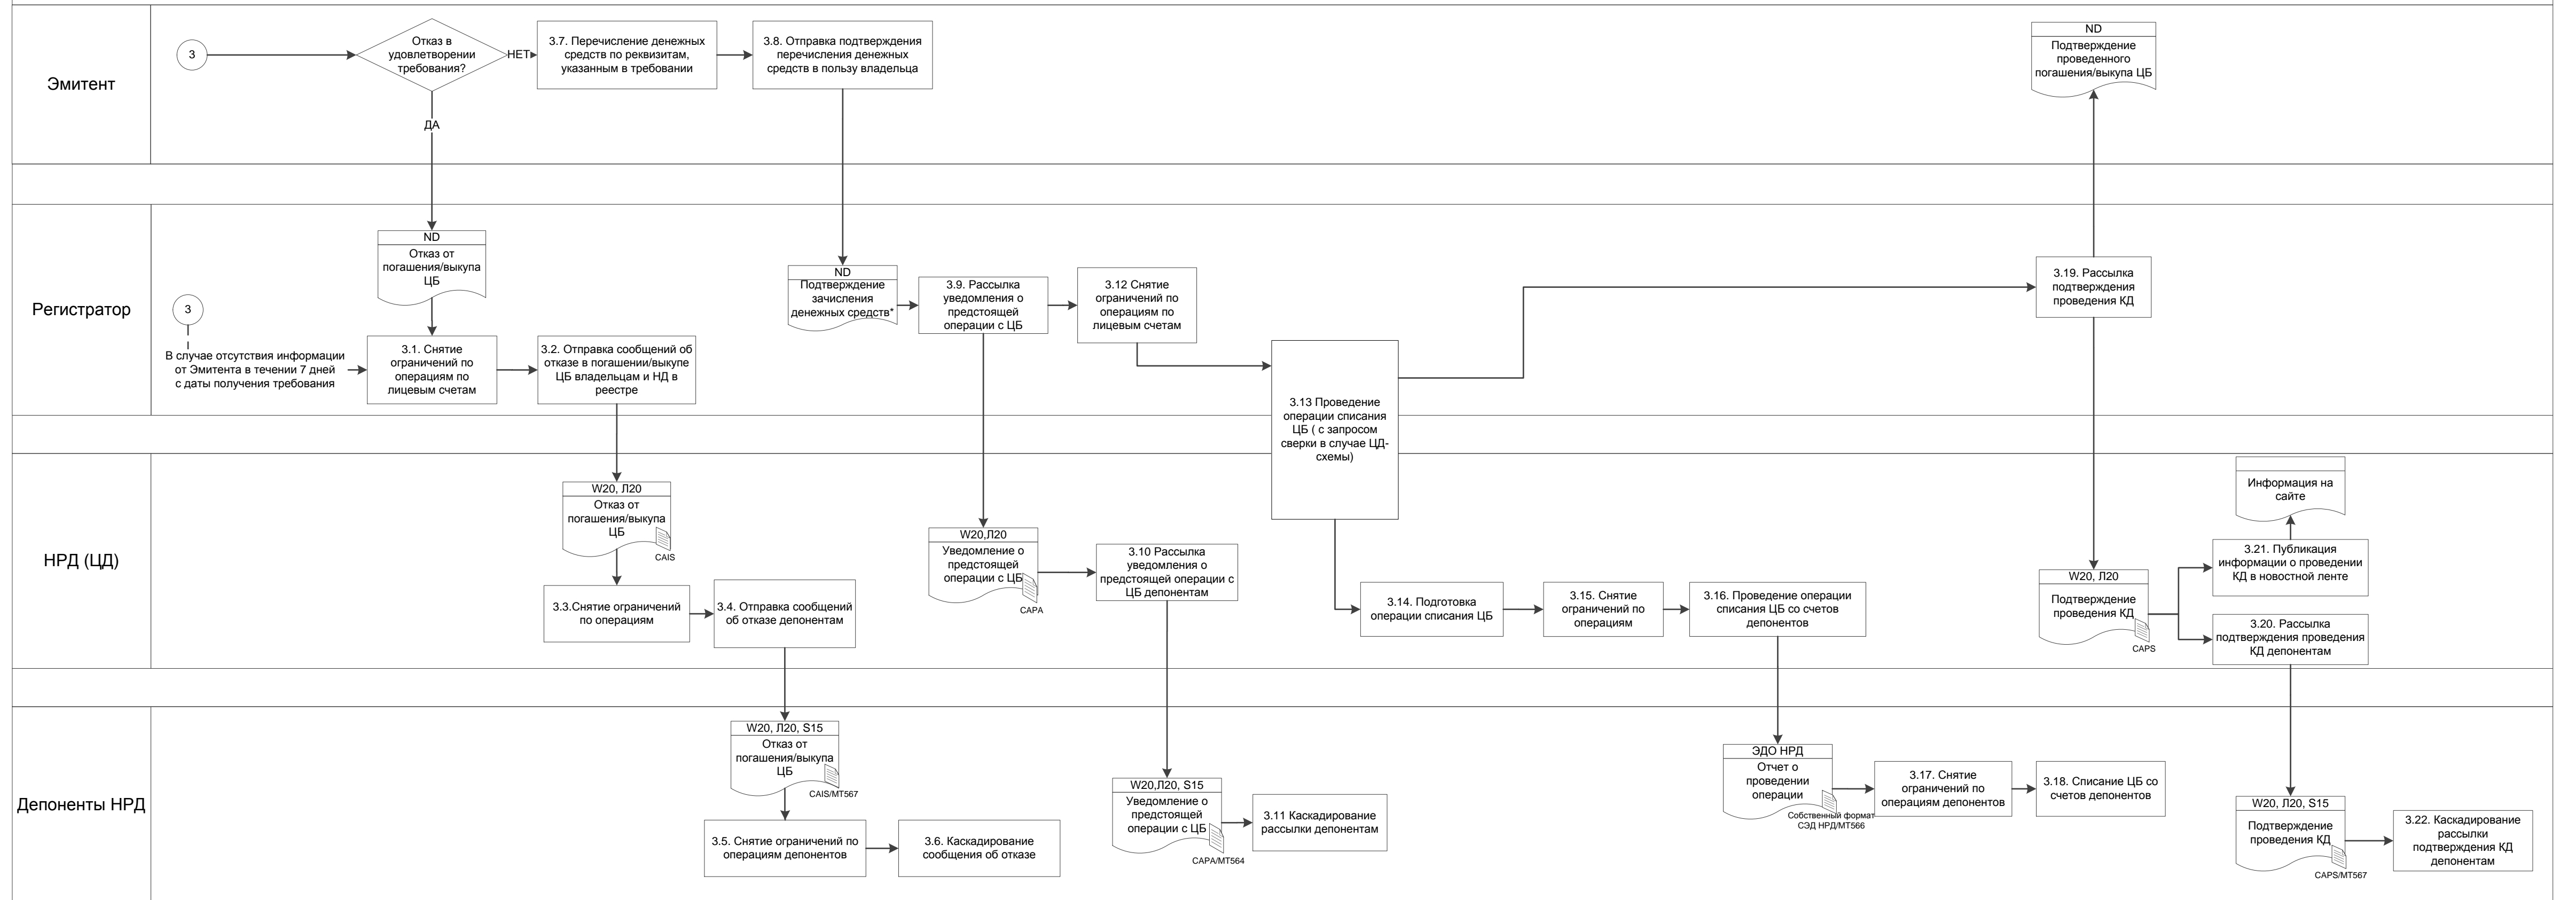 Эмитент
3
Отказ в
удовлетворении
требования?
НЕТ
ДА
3.7. Перечисление денежных
средств по реквизитам,
указанным в требовании
3.8. Отправка подтверждения
перечисления денежных
средств в пользу владельца
ND
Подтверждение
проведенного
погашения/выкупа ЦБ
Регистратор
ND
Отказ от
погашения/выкупа
ЦБ
3
В случае отсутствия информации
от Эмитента в течении 7 дней
с даты получения требования
3.1. Снятие
ограничений по
операциям по
лицевым счетам
3.2. Отправка сообщений об
отказе в погашении/выкупе
ЦБ владельцам и НД в
реестре
ND
Подтверждение
зачисления
денежных средств*
3.9. Рассылка
уведомления о
предстоящей
операции с ЦБ
3.12 Снятие
ограничений по
операциям по
лицевым счетам
3.13 Проведение
операции списания
ЦБ ( с запросом
сверки в случае ЦД-
схемы)
3.19. Рассылка
подтверждения
проведения КД
НРД (ЦД)
W20, Л20
Отказ от
погашения/выкупа
ЦБ
CAIS
3.3.Снятие ограничений
по операциям
3.4. Отправка сообщений
об отказе депонентам
W20,Л20
Уведомление о
предстоящей
операции с ЦБ
CAPA
3.10 Рассылка
уведомления о
предстоящей операции с
ЦБ депонентам
3.14. Подготовка
операции списания ЦБ
3.15. Снятие
ограничений по
операциям
3.16. Проведение операции
списания ЦБ со счетов
депонентов
W20, Л20
Подтверждение
проведения КД
CAPS
Информация на
сайте
3.21. Публикация
информации о проведении
КД в новостной ленте
3.20. Рассылка
подтверждения проведения
КД депонентам
Депоненты НРД
W20, Л20, S15
Отказ от
погашения/выкупа
ЦБ
CAIS/MT567
3.5. Снятие ограничений по
операциям депонентов
3.6. Каскадирование
сообщения об отказе
W20,Л20, S15
Уведомление о
предстоящей
операции с ЦБ
CAPA/MT564
3.11 Каскадирование
рассылки депонентам
ЭДО НРД
Отчет о
проведении
операции
Собственный формат
СЭД НРД/MT566
3.17. Снятие
ограничений по
операциям депонентов
3.18. Списание ЦБ со
счетов депонентов
W20, Л20, S15
Подтверждение
проведения КД
CAPS/MT567
3.22. Каскадирование
рассылки
подтверждения КД
депонентам